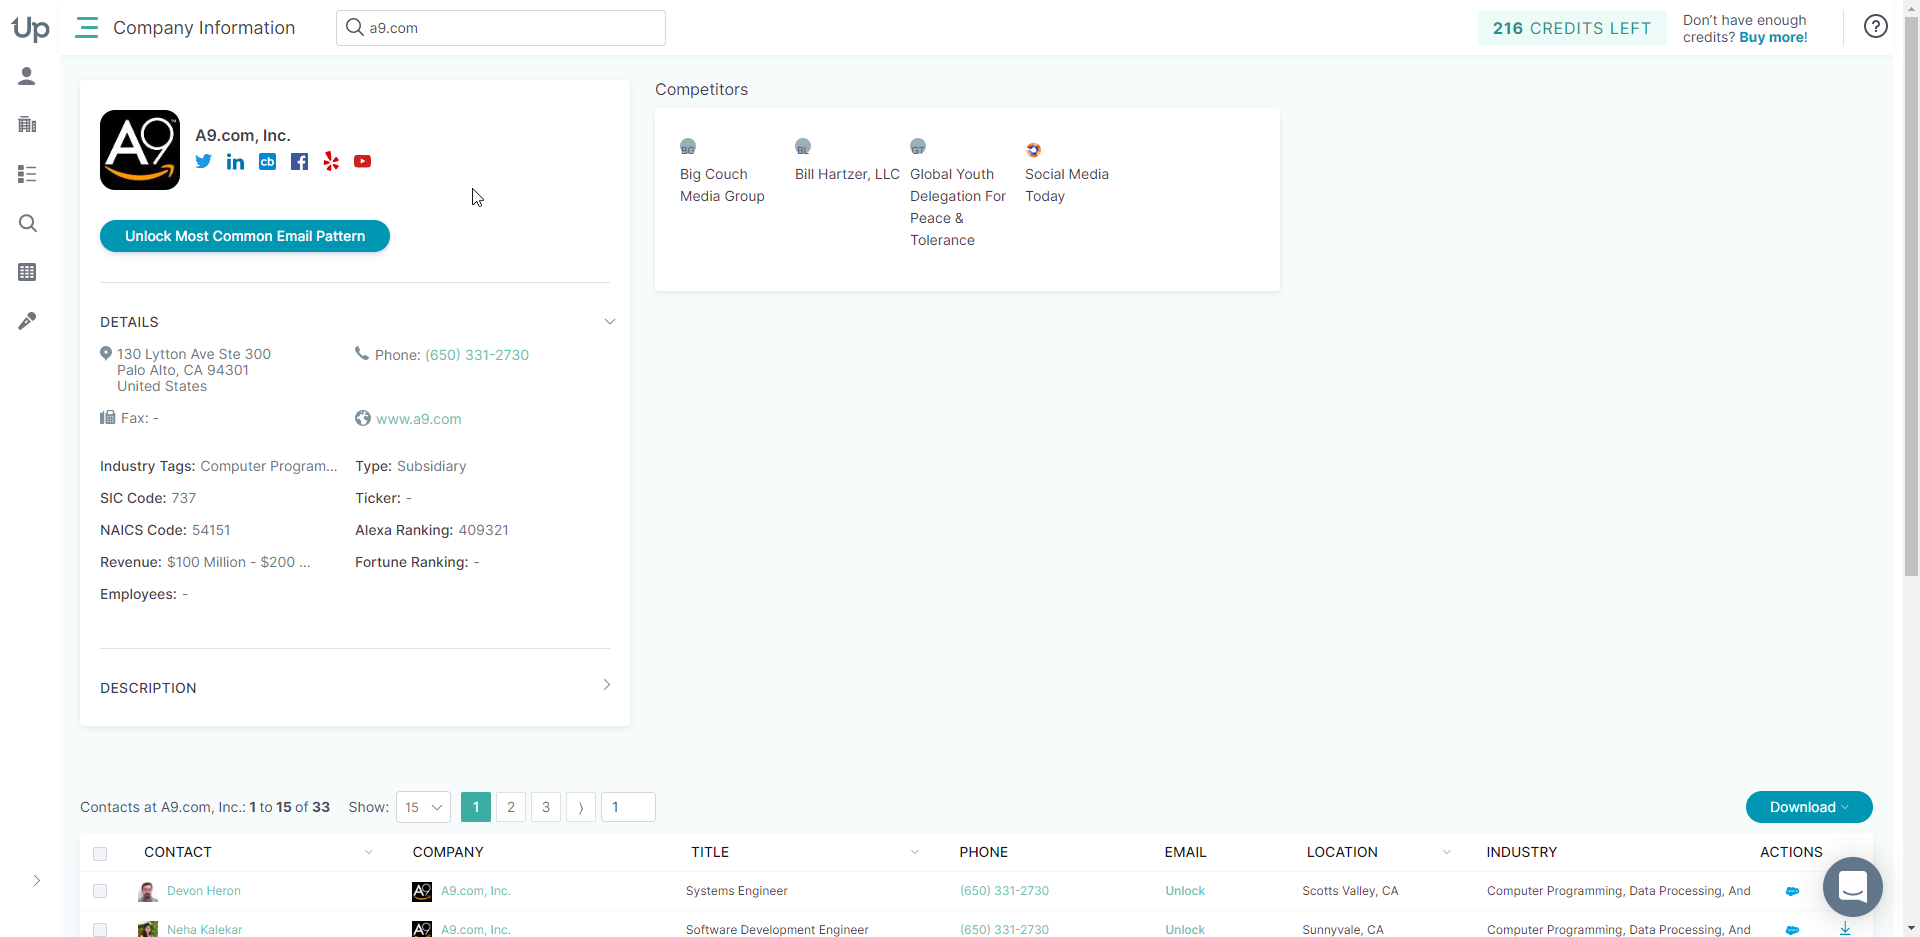 Up
Company Information
a9.com
216 CREDITS LEFT
Don't have enough
credits? Buy more!
?
A9
TM
A9.com, Inc.
cb
Unlock Most Common Email Pattern
Competitors
BG
Big Couch
Media Group
BL
Bill Hartzer, LLC
GT
Global Youth
Delegation For
Peace &
Tolerance
Social Media
Today
DETAILS
130 Lytton Ave Ste 300
Palo Alto, CA 94301
United States
Phone: (650) 331-2730
Fax: -
www.a9.com
Industry Tags: Computer Program...
Type: Subsidiary
SIC Code: 737
Ticker: -
NAICS Code: 54151
Alexa Ranking: 409321
Revenue: $100 Million - $200 ...
Fortune Ranking: -
Employees: -
DESCRIPTION
Contacts at A9.com, Inc.: 1 to 15 of 33
Show: 15
1 2 3 ⟩ 1
Download
CONTACT COMPANY TITLE PHONE EMAIL LOCATION INDUSTRY ACTIONS
Devon Heron A9 A9.com, Inc. Systems Engineer (650) 331-2730 Unlock Scotts Valley, CA Computer Programming, Data Processing, And
Neha Kalekar A9 A9.com, Inc. Software Development Engineer (650) 331-2730 Unlock Sunnyvale, CA Computer Programming, Data Processing, And